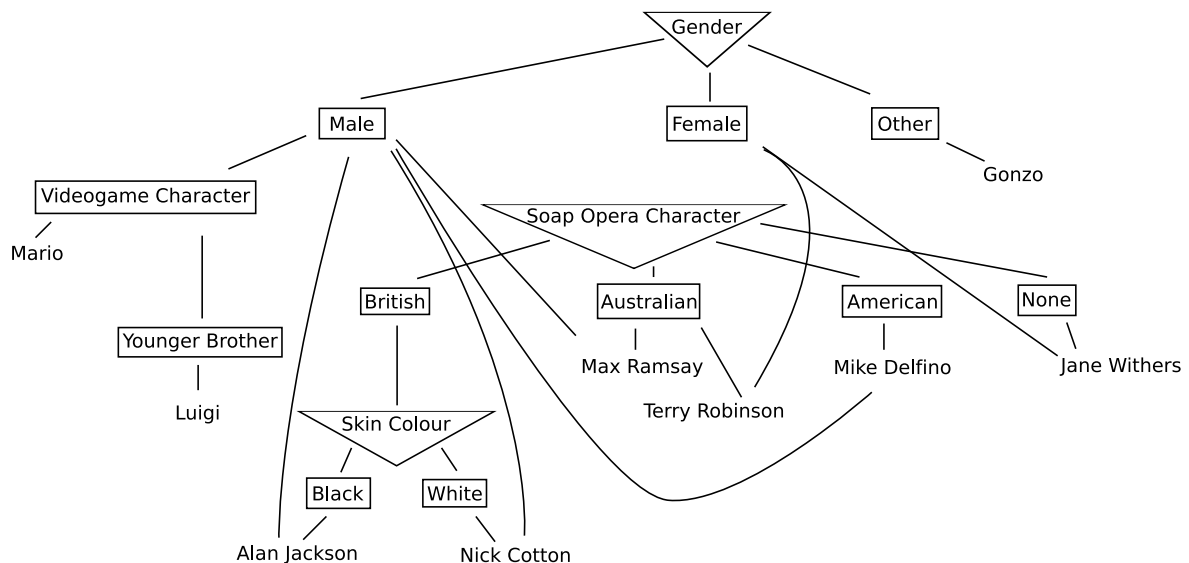 Gender
Male
Female
Other
Gonzo
Videogame Character
Soap Opera Character
Mario
British
Australian
American
None
Younger Brother
Max Ramsay
Mike Delfino
Jane Withers
Luigi
Terry Robinson
Skin Colour
Black
White
Alan Jackson
Nick Cotton